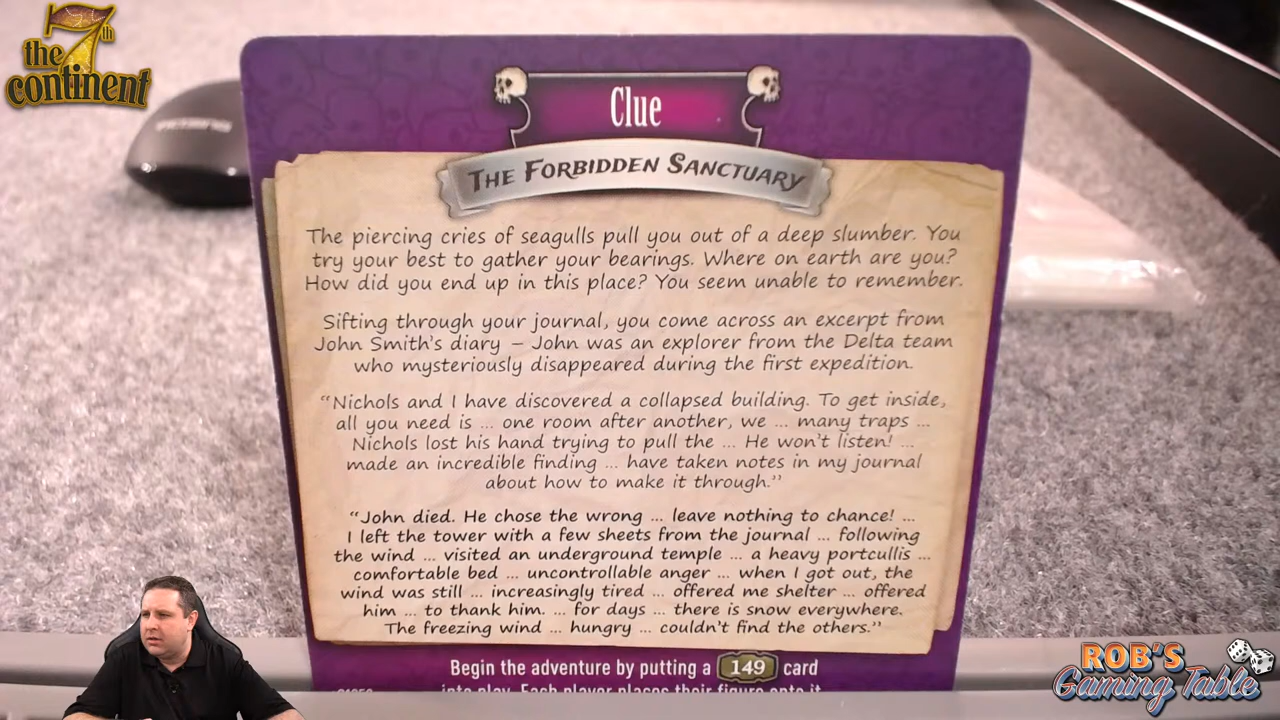 the 7th continent
Clue
THE FORBIDDEN SANCTUARY
The piercing cries of seagulls pull you out of a deep slumber. You
try your best to gather your bearings. Where on earth are you?
How did you end up in this place? You seem unable to remember.
Sifting through your journal, you come across an excerpt from
John Smith's diary – John was an explorer from the Delta team
who mysteriously disappeared during the first expedition.
“Nichols and I have discovered a collapsed building. To get inside,
all you need is ... one room after another, we ... many traps ...
Nichols lost his hand trying to pull the ... He won't listen! ...
made an incredible finding ... have taken notes in my journal
about how to make it through.”
“John died. He chose the wrong ... leave nothing to chance! ...
I left the tower with a few sheets from the journal ... following
the wind ... visited an underground temple ... a heavy portcullis ...
comfortable bed ... uncontrollable anger ... when I got out, the
wind was still ... increasingly tired ... offered me shelter ... offered
him ... to thank him. ... for days ... there is snow everywhere.
The freezing wind ... hungry ... couldn't find the others.”
Begin the adventure by putting a 149 card
into play. Each player places their figure onto it
ROB'S
Gaming Table